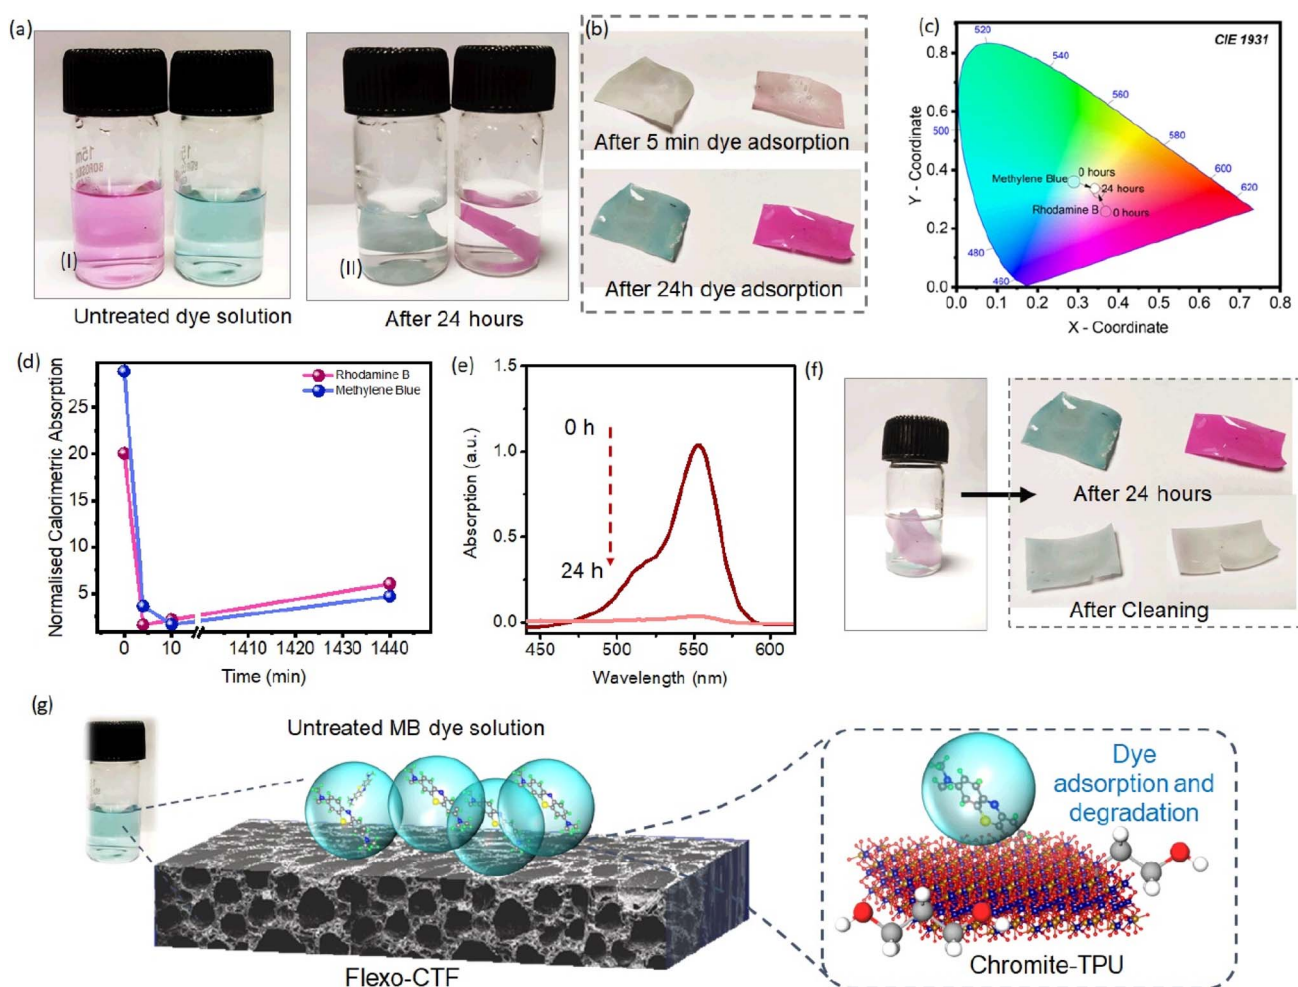 (a)
15m
BOROSIL
15
(I)
Untreated dye solution
(II)
After 24 hours
(b)
After 5 min dye adsorption
After 24h dye adsorption
(c)
CIE 1931
520
540
560
580
600
620
500
480
460
Methylene Blue
0 hours
24 hours
Rhodamine B
0 hours
0.8
0.6
0.4
0.2
0.0
0.0 0.1 0.2 0.3 0.4 0.5 0.6 0.7 0.8
Y - Coordinate
X - Coordinate
(d)
Rhodamine B
Methylene Blue
Normalised Calorimetric Absorption
25
20
15
10
5
0 10 1410 1420 1430 1440
Time (min)
(e)
1.5
1.0
0.5
0.0
0 h
24 h
Absorption (a.u.)
450 500 550 600
Wavelength (nm)
(f)
After 24 hours
After Cleaning
(g)
Untreated MB dye solution
Flexo-CTF
Dye
adsorption and
degradation
Chromite-TPU